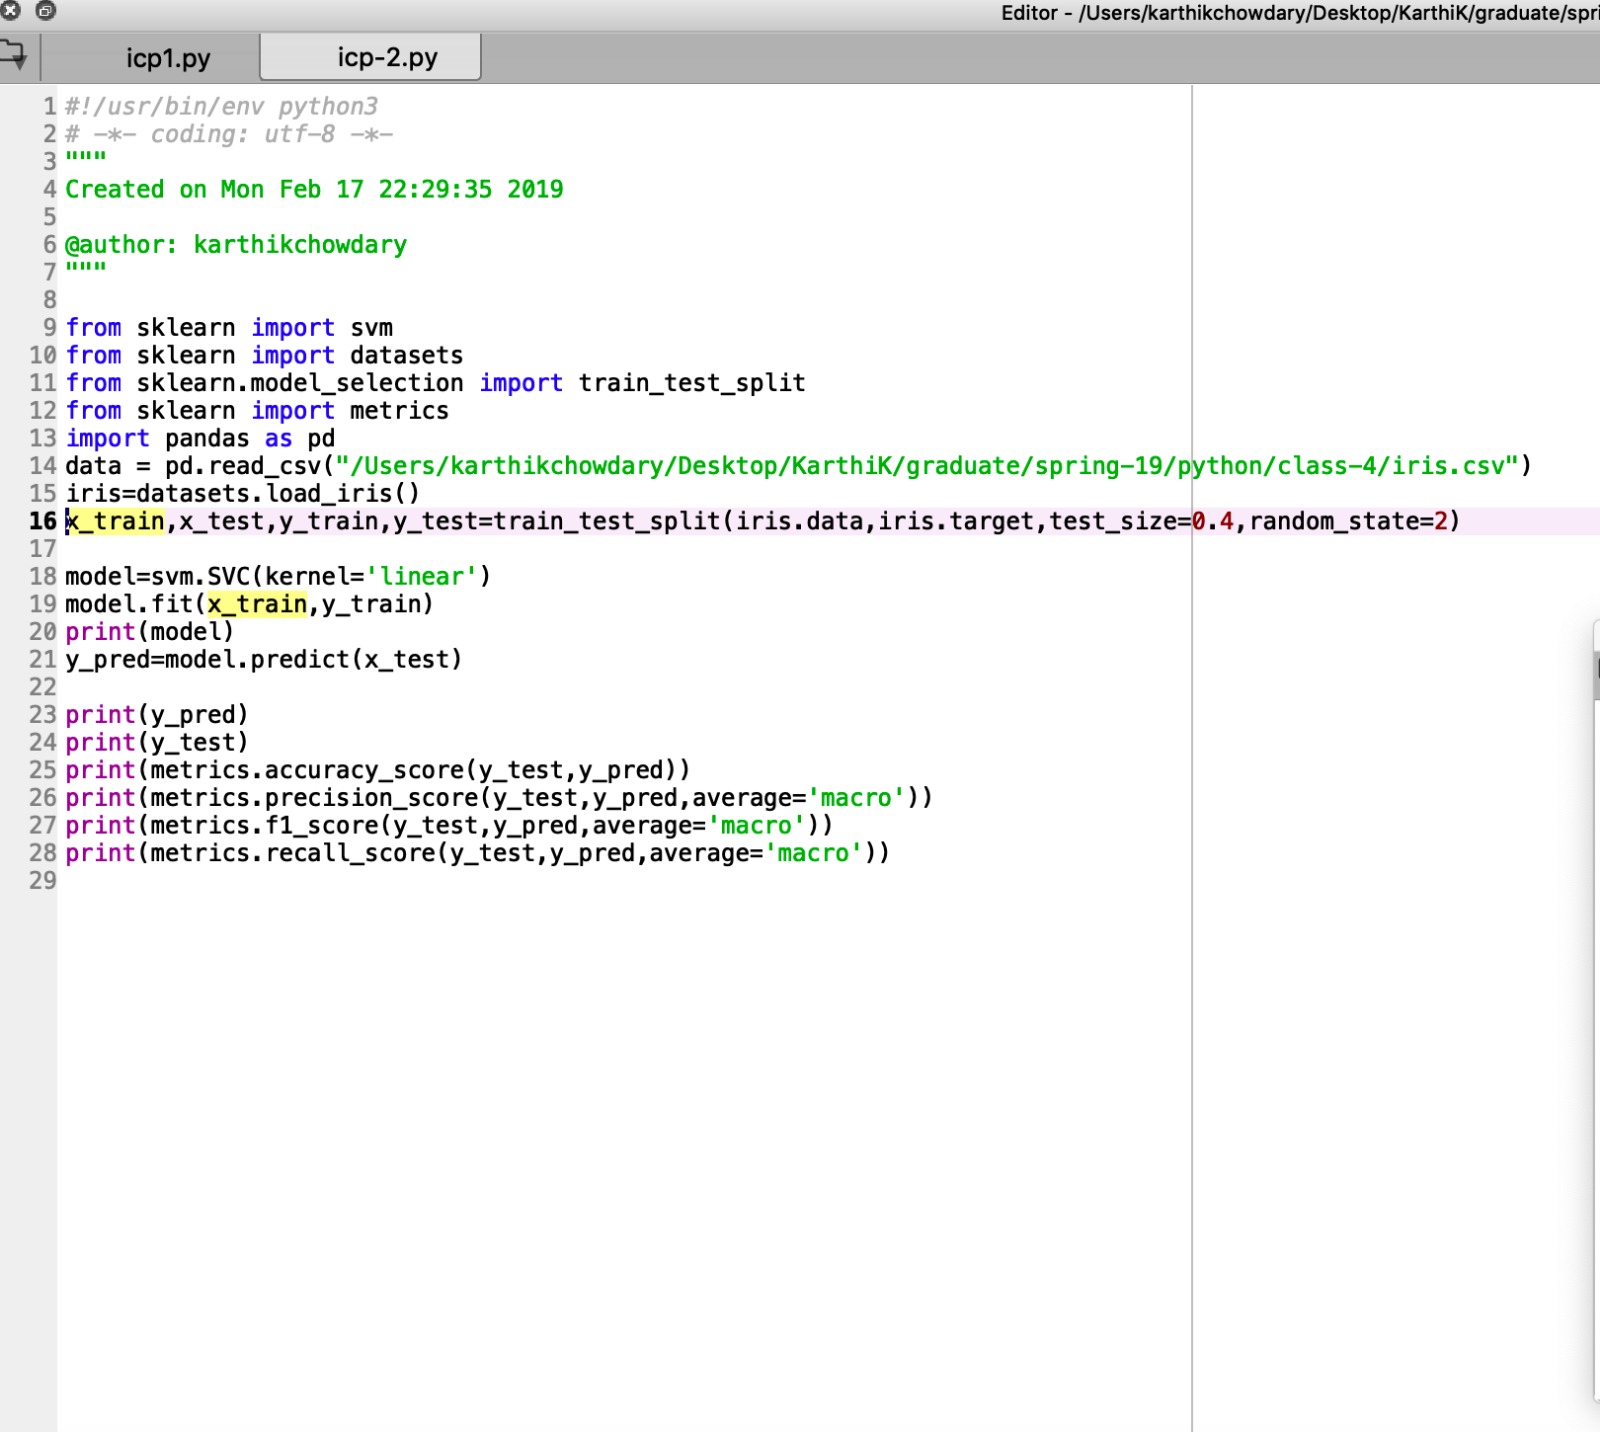 Editor - /Users/karthikchowdary/Desktop/KarthiK/graduate/spri
icp1.py
icp-2.py
1 #!/usr/bin/env python3
2 # -*- coding: utf-8 -*-
3 """
4 Created on Mon Feb 17 22:29:35 2019
5
6 @author: karthikchowdary
7 """
8
9 from sklearn import svm
10 from sklearn import datasets
11 from sklearn.model_selection import train_test_split
12 from sklearn import metrics
13 import pandas as pd
14 data = pd.read_csv("/Users/karthikchowdary/Desktop/KarthiK/graduate/spring-19/python/class-4/iris.csv")
15 iris=datasets.load_iris()
16 x_train,x_test,y_train,y_test=train_test_split(iris.data,iris.target,test_size=0.4,random_state=2)
17
18 model=svm.SVC(kernel='linear')
19 model.fit(x_train,y_train)
20 print(model)
21 y_pred=model.predict(x_test)
22
23 print(y_pred)
24 print(y_test)
25 print(metrics.accuracy_score(y_test,y_pred))
26 print(metrics.precision_score(y_test,y_pred,average='macro'))
27 print(metrics.f1_score(y_test,y_pred,average='macro'))
28 print(metrics.recall_score(y_test,y_pred,average='macro'))
29